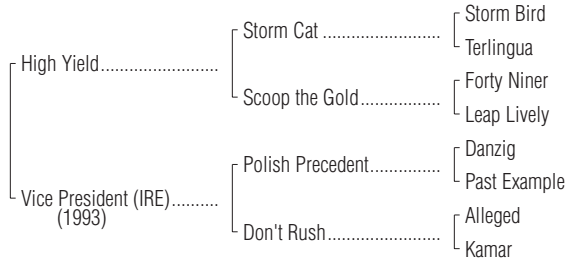 Storm Bird
Storm Cat ........................
Terlingua
High Yield........................
Forty Niner
Scoop the Gold................
Leap Lively
Danzig
Polish Precedent..............
Past Example
Vice President (IRE)..........
(1993)
Alleged
Don't Rush.......................
Kamar